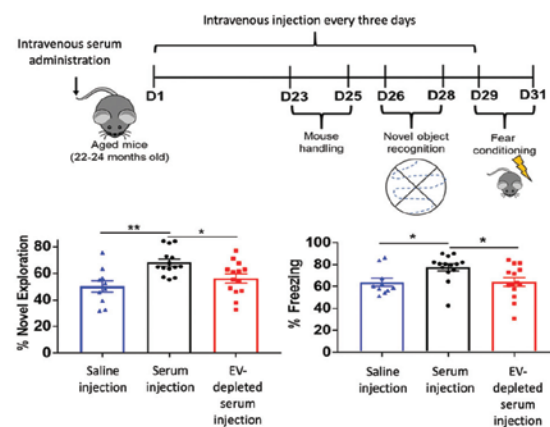 Intravenous injection every three days
Intravenous serum
administration
D1
D23
D25
D26
D28
D29
D31
Aged mice
(22-24 months old)
Mouse
handling
Novel object
recognition
Fear
conditioning
% Novel Exploration
80
60
40
20
0
**
*
Saline
injection
Serum
injection
EV-
depleted
serum
injection
% Freezing
100
80
60
40
20
0
*
*
Saline
injection
Serum
injection
EV-
depleted
serum
injection